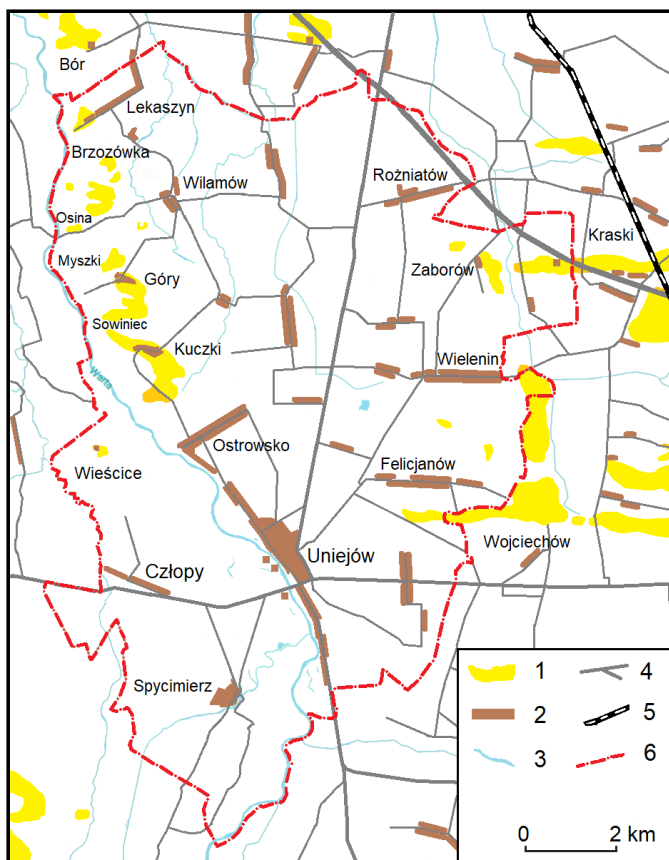 Bór
Lekaszyn
Brzozówka
Wilamów
Rożniatów
Osina
Kraski
Myszki
Góry
Zaborów
Sowiniec
Kuczki
Wielenin
Warta
Ostrowsko
Wieścice
Felicjanów
Wojciechów
Uniejów
Człopy
Spycimierz
1 4
2 5
3 6
0 2 km